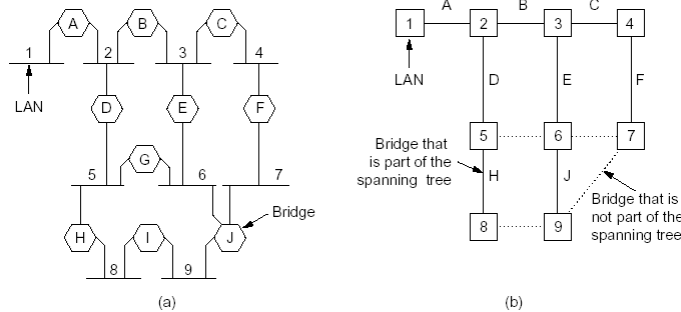 A B C
1 2 3 4
LAN
D E F
G
5 6 7
Bridge
H I J
8 9
(a)
A B C
1 2 3 4
LAN
D E F
5 6 7
Bridge that
is part of the
spanning tree
H J
Bridge that is
not part of the
spanning tree
8 9
(b)